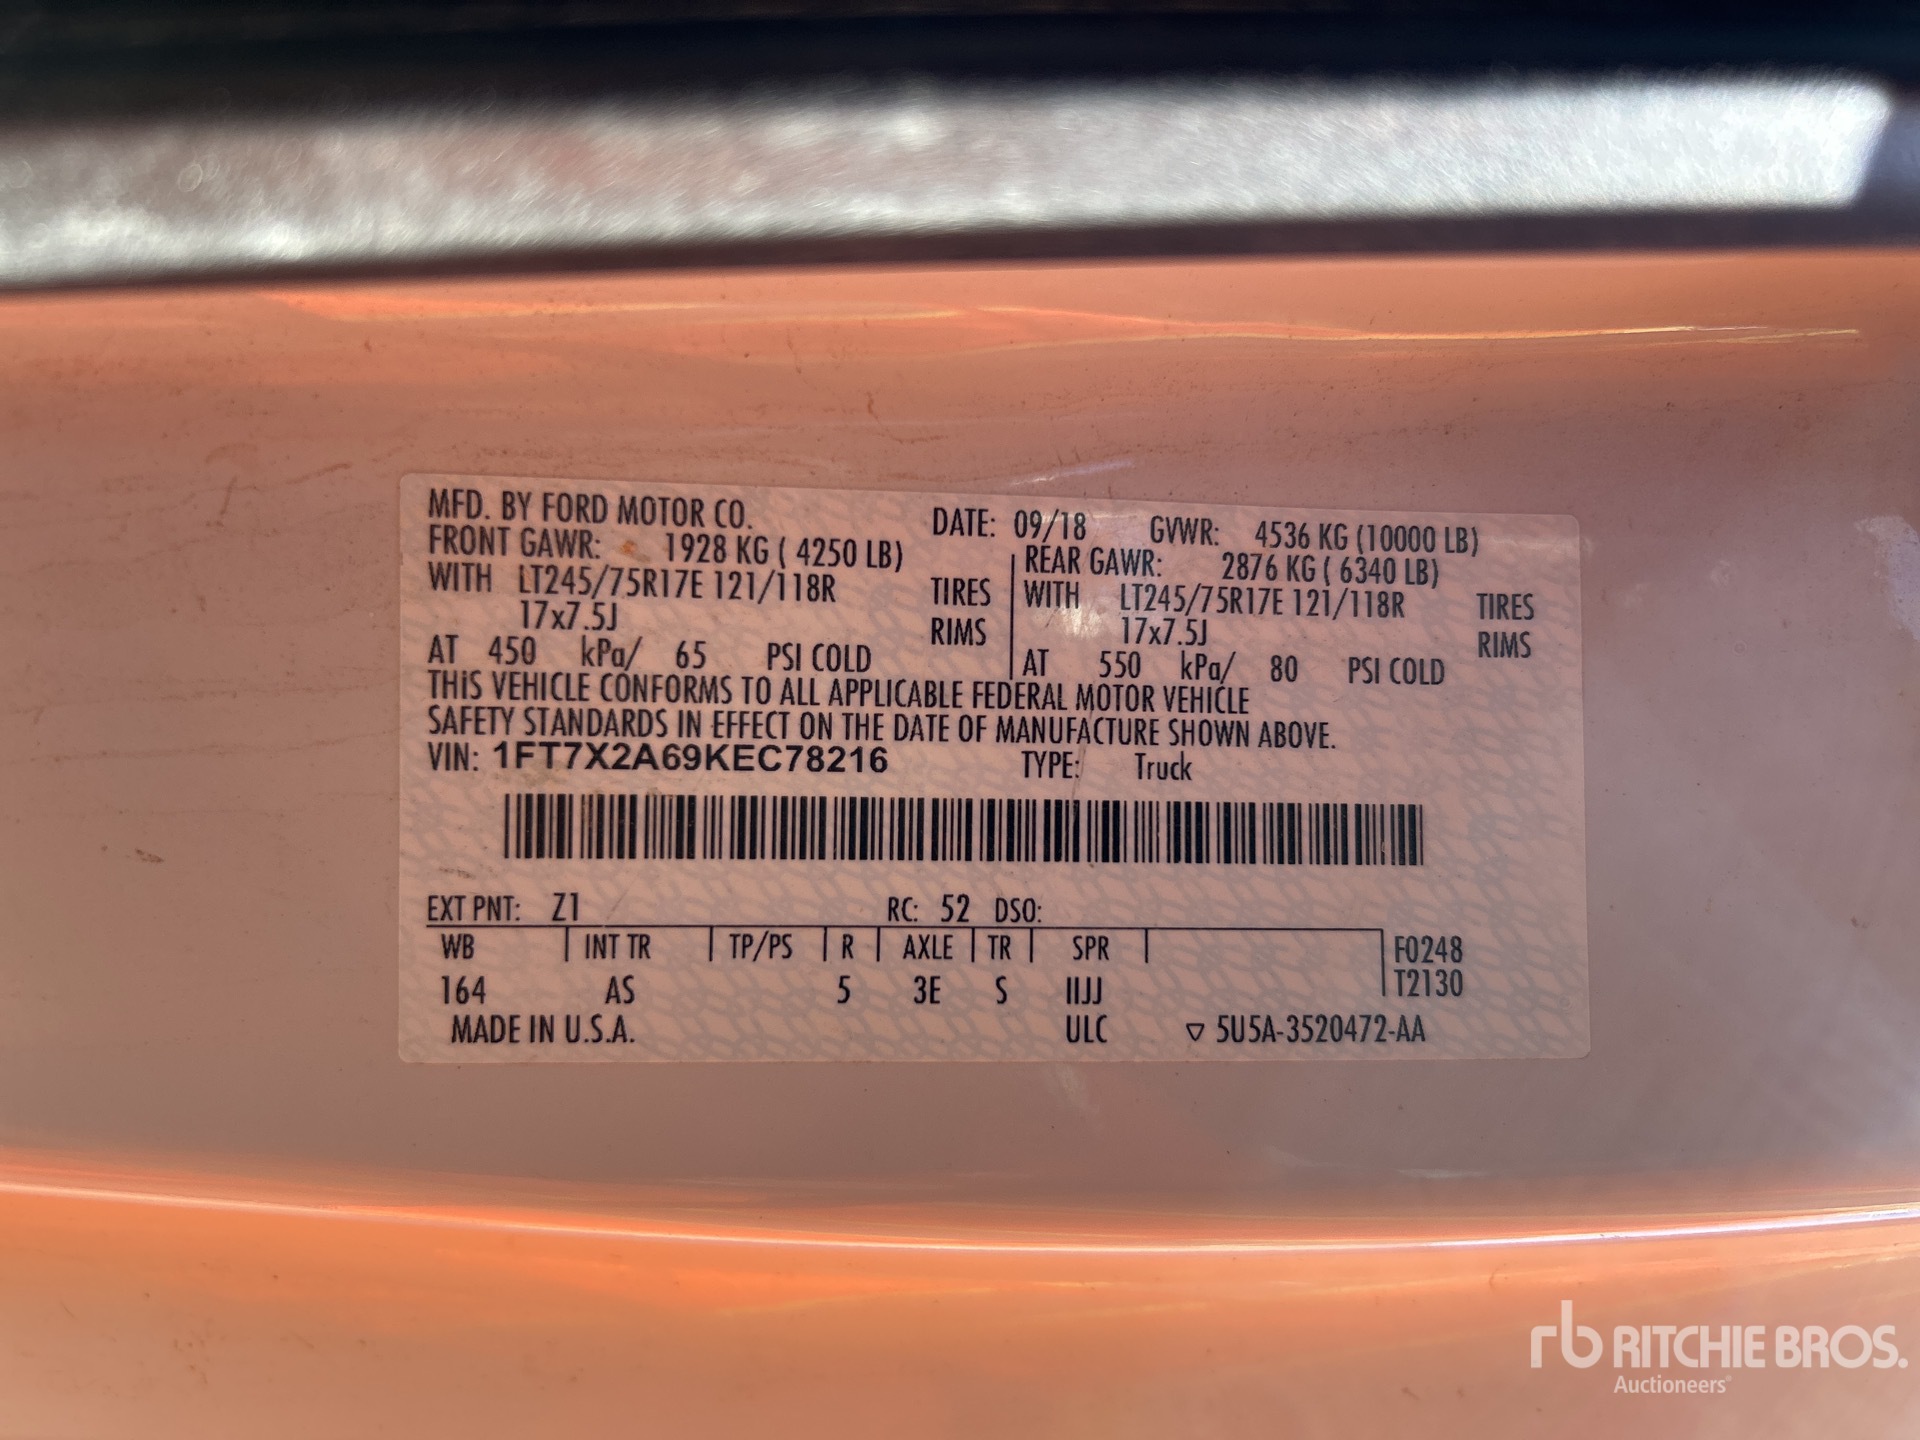 MFD. BY FORD MOTOR CO. DATE: 09/18 GVWR: 4536 KG (10000 LB)
FRONT GAWR: 1928 KG ( 4250 LB) REAR GAWR: 2876 KG ( 6340 LB)
WITH LT245/75R17E 121/118R TIRES WITH LT245/75R17E 121/118R TIRES
17x7.5J RIMS 17x7.5J RIMS
AT 450 kPa/ 65 PSI COLD AT 550 kPa/ 80 PSI COLD
THIS VEHICLE CONFORMS TO ALL APPLICABLE FEDERAL MOTOR VEHICLE
SAFETY STANDARDS IN EFFECT ON THE DATE OF MANUFACTURE SHOWN ABOVE.
VIN: 1FT7X2A69KEC78216 TYPE: Truck
EXT PNT: Z1 RC: 52 DSO:
WB INT TR TP/PS R AXLE TR SPR F0248
164 AS 5 3E S IIJJ T2130
MADE IN U.S.A. ULC ▽ 5U5A-3520472-AA
rb RITCHIE BROS.
Auctioneers